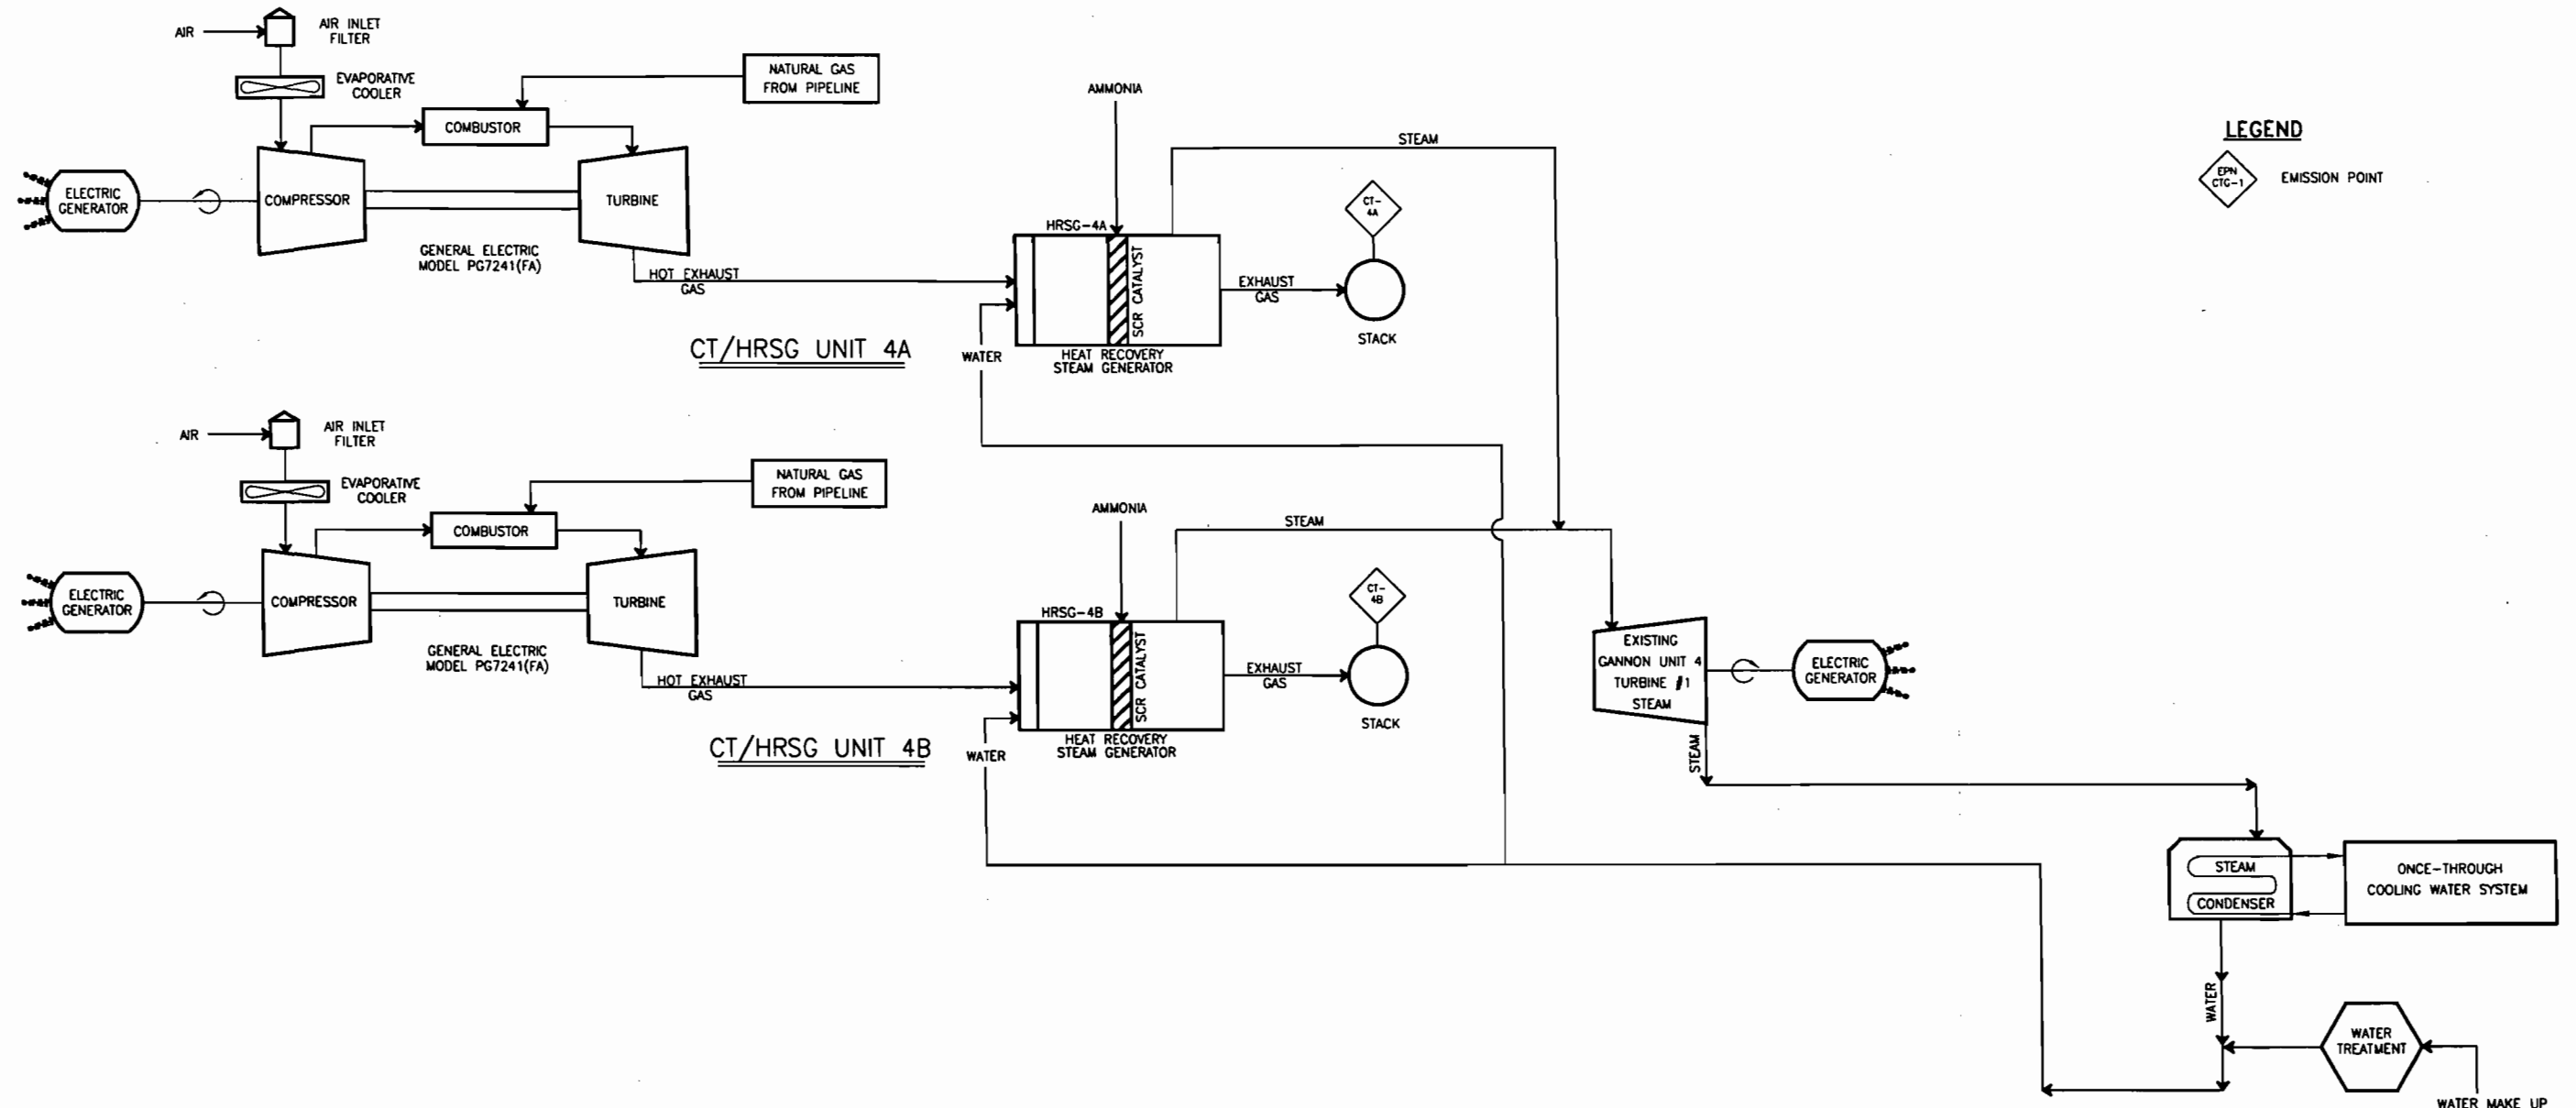 AIR
AIR INLET
FILTER
EVAPORATIVE
COOLER
NATURAL GAS
FROM PIPELINE
COMBUSTOR
ELECTRIC
GENERATOR
COMPRESSOR
TURBINE
GENERAL ELECTRIC
MODEL PG7241(FA)
HOT EXHAUST
GAS
CT/HRSG UNIT 4A
AMMONIA
STEAM
HRSG-4A
SCR CATALYST
CT-
4A
EXHAUST
GAS
STACK
WATER
HEAT RECOVERY
STEAM GENERATOR
LEGEND
EPN
CTG-1
EMISSION POINT
AIR
AIR INLET
FILTER
EVAPORATIVE
COOLER
NATURAL GAS
FROM PIPELINE
COMBUSTOR
ELECTRIC
GENERATOR
COMPRESSOR
TURBINE
GENERAL ELECTRIC
MODEL PG7241(FA)
HOT EXHAUST
GAS
CT/HRSG UNIT 4B
AMMONIA
STEAM
HRSG-4B
SCR CATALYST
CT-
4B
EXHAUST
GAS
STACK
WATER
HEAT RECOVERY
STEAM GENERATOR
EXISTING
GANNON UNIT 4
TURBINE #1
STEAM
ELECTRIC
GENERATOR
STEAM
STEAM
CONDENSER
ONCE-THROUGH
COOLING WATER SYSTEM
WATER
WATER
TREATMENT
WATER MAKE UP